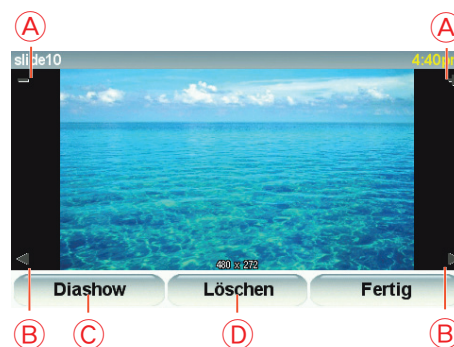 A A
slide10 4:40pm
480 x 272
Diashow Löschen Fertig
B C D B